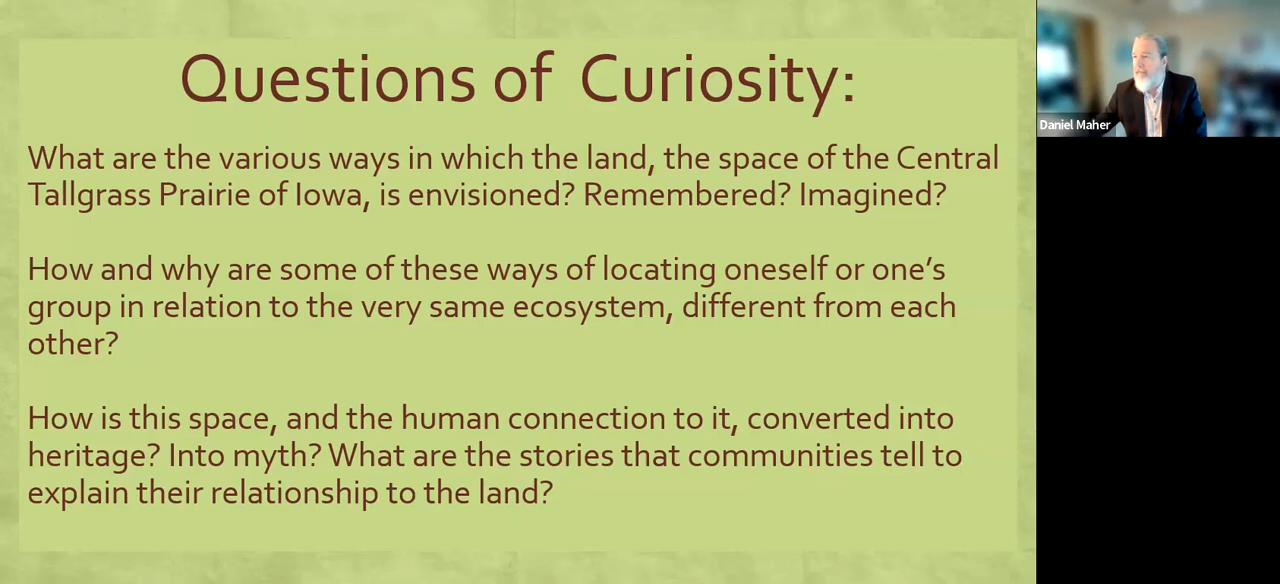 Questions of Curiosity:
What are the various ways in which the land, the space of the Central
Tallgrass Prairie of Iowa, is envisioned? Remembered? Imagined?
How and why are some of these ways of locating oneself or one’s
group in relation to the very same ecosystem, different from each
other?
How is this space, and the human connection to it, converted into
heritage? Into myth? What are the stories that communities tell to
explain their relationship to the land?
Daniel Maher